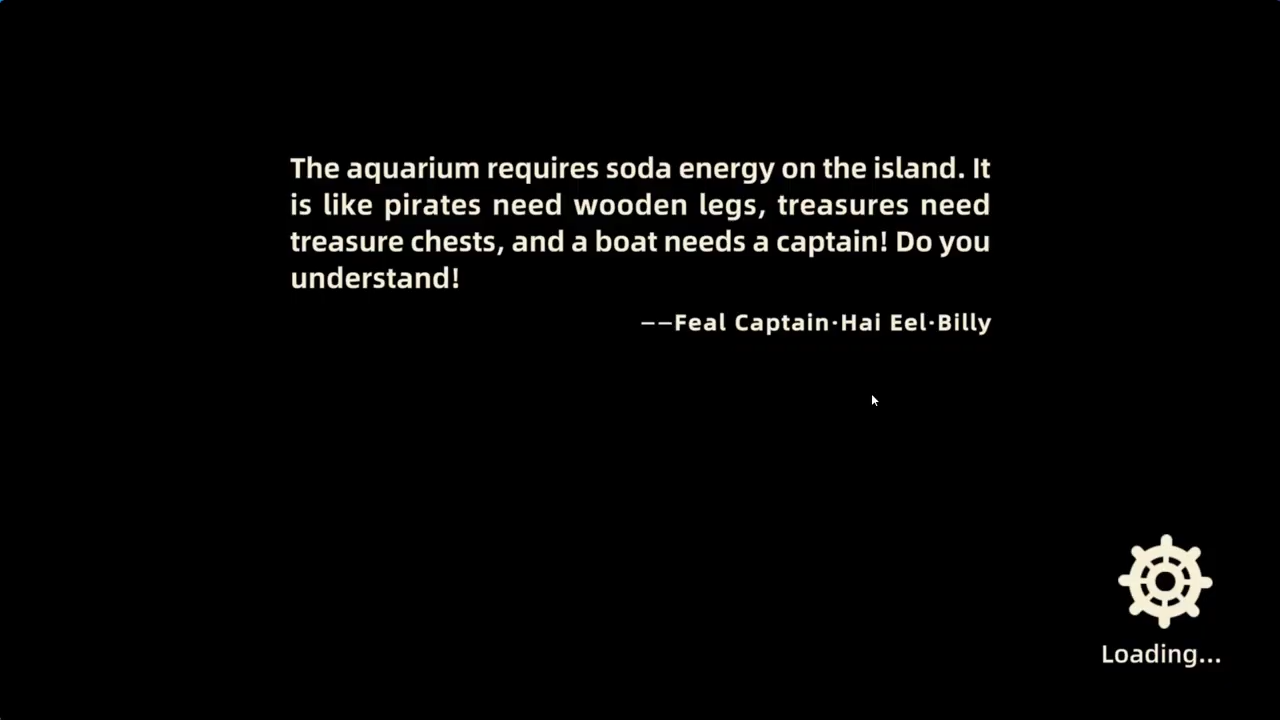 The aquarium requires soda energy on the island. It
is like pirates need wooden legs, treasures need
treasure chests, and a boat needs a captain! Do you
understand!
——Feal Captain·Hai Eel·Billy
Loading...